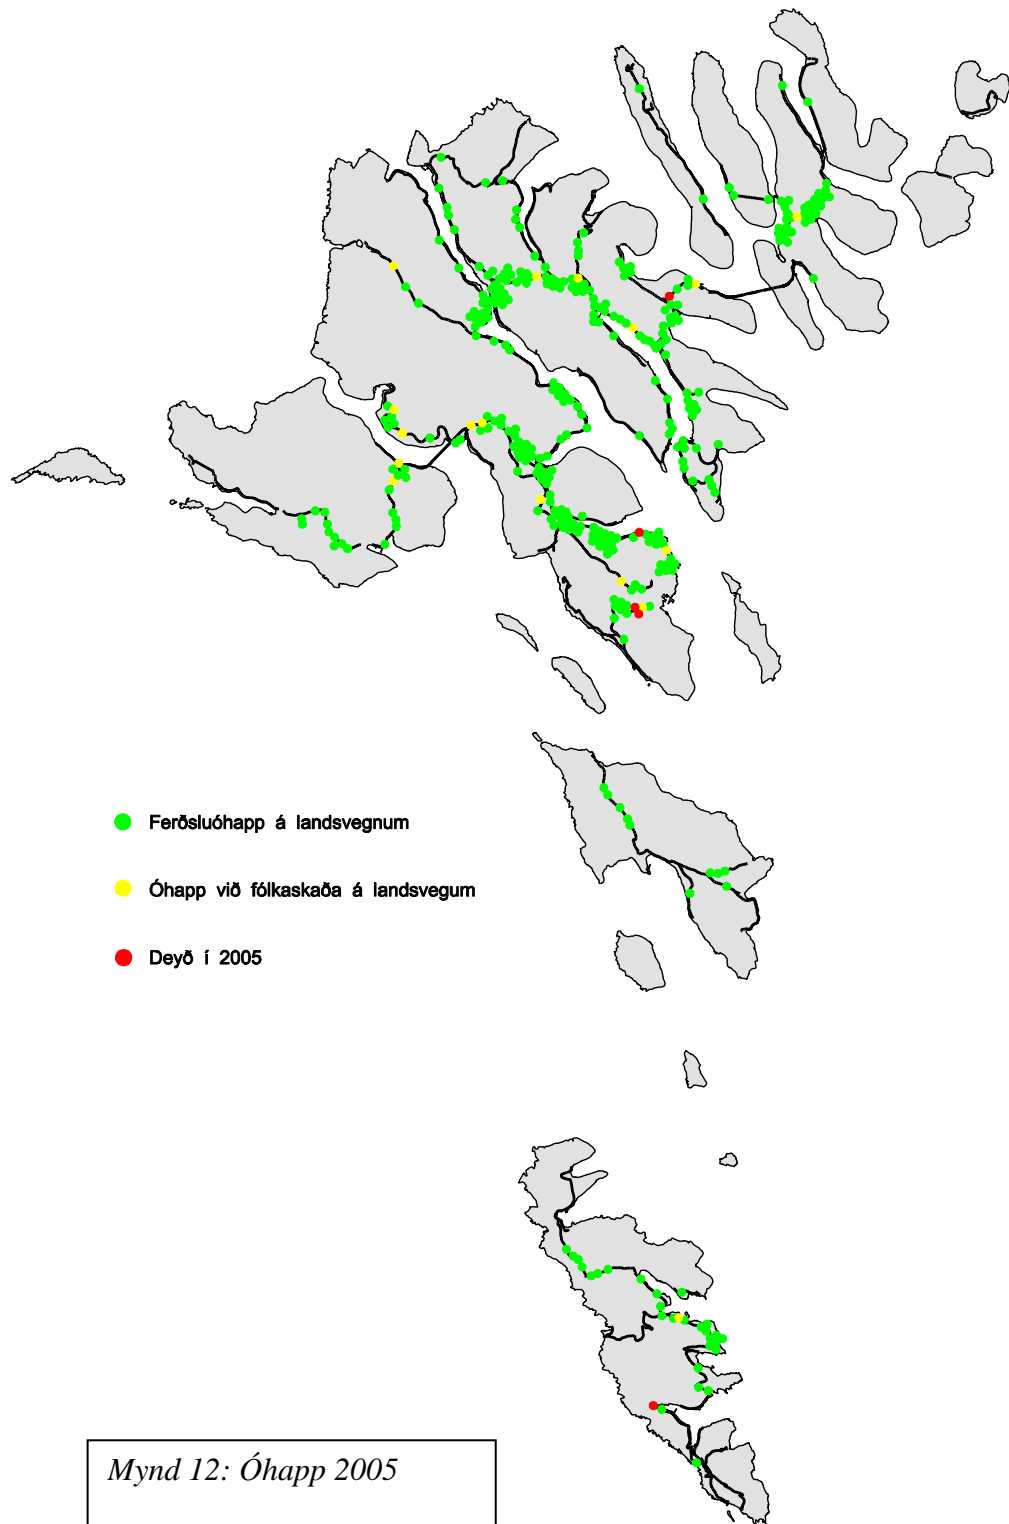 Ferðsluóhapp á landsvegnum
Óhapp við fólkaskaða á landsvegum
Deyð í 2005
Mynd 12: Óhapp 2005